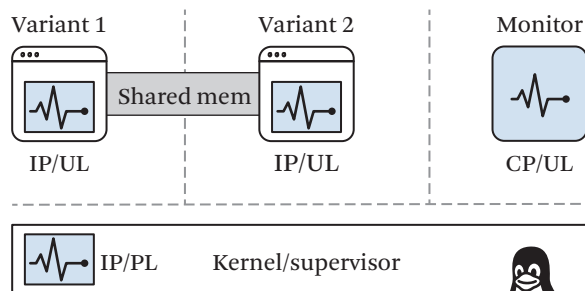 Variant 1 Variant 2 Monitor
Shared mem
IP/UL IP/UL CP/UL
IP/PL Kernel/supervisor